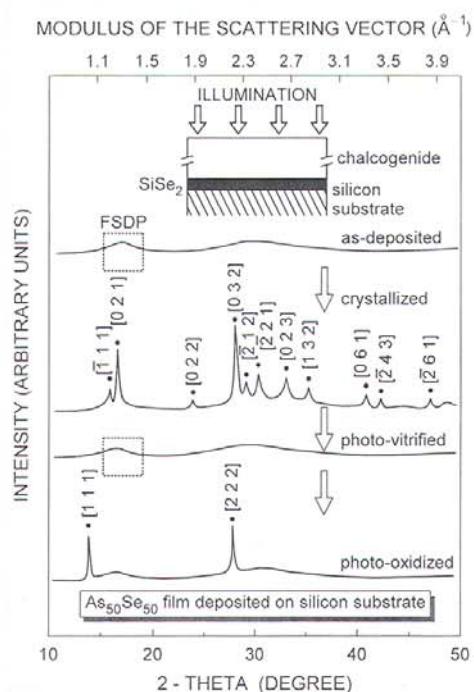 MODULUS OF THE SCATTERING VECTOR (Å⁻¹)
1.1 1.3 1.5 1.9 2.3 2.7 2.9 3.3 3.5 3.9
ILLUMINATION
chalcogenide
SiSe₂
silicon
substrate
FSDP
as-deposited
crystallized
[1̄ 1 1]
[0 2 1]
[0 2 2]
[0 3 2]
[2̄ 1 2]
[2̄ 2 1]
[0 2 3]
[1 3 2]
[0 6 1]
[2̄ 4 3]
[2̄ 6 1]
photo-vitrified
[1 1 1]
[2 2 2]
photo-oxidized
As₅₀Se₅₀ film deposited on silicon substrate
10 20 30 40 50
2 - THETA (DEGREE)
INTENSITY (ARBITRARY UNITS)